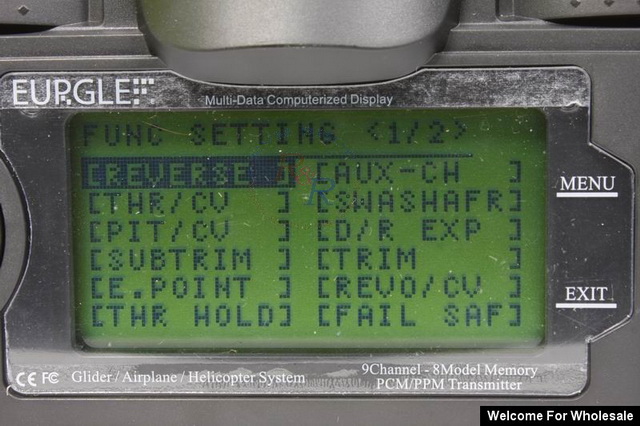 EURGLE
Multi-Data Computerized Display
FUNC SETTING <1/2>
[REVERSE ] [AUX-CH ]
[THR/CV ] [SWASHAFR]
[PIT/CV ] [D/R EXP ]
[SUBTRIM ] [TRIM ]
[E.POINT ] [REVO/CV ]
[THR HOLD] [FAIL SAF]
MENU
EXIT
CE FC Glider / Airplane / Helicopter System
9Channel - 8Model Memory
PCM/PPM Transmitter
Welcome For Wholesale